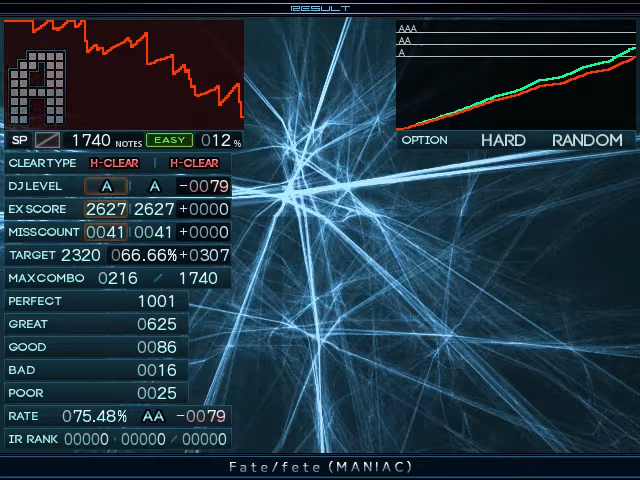 RESULT
AAA
AA
A
A
SP 1740 NOTES EASY 012 %
OPTION HARD RANDOM
CLEARTYPE H-CLEAR | H-CLEAR
DJ LEVEL A | A -0079
EX SCORE 2627 | 2627 +0000
MISSCOUNT 0041 | 0041 +0000
TARGET 2320 066.66% +0307
MAXCOMBO 0216 / 1740
PERFECT 1001
GREAT 0625
GOOD 0086
BAD 0016
POOR 0025
RATE 075.48% AA -0079
IR RANK 00000 · 00000 / 00000
Fate/fete (MANIAC)